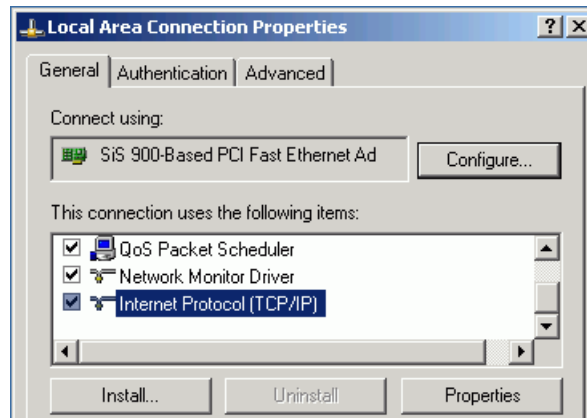 Local Area Connection Properties
General Authentication Advanced
Connect using:
SiS 900-Based PCI Fast Ethernet Ad Configure...
This connection uses the following items:
QoS Packet Scheduler
Network Monitor Driver
Internet Protocol (TCP/IP)
Install... Uninstall Properties